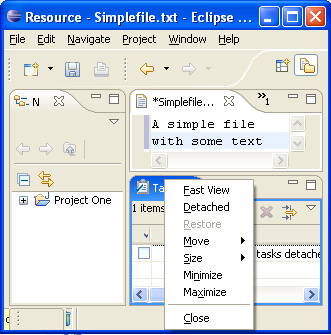 Resource - Simplefile.txt - Eclipse ...
File Edit Navigate Project Window Help
N
*Simplefile...
»1
A simple file
with some text
Project One
1 items
tasks detache
Fast View
Detached
Restore
Move
Size
Minimize
Maximize
Close